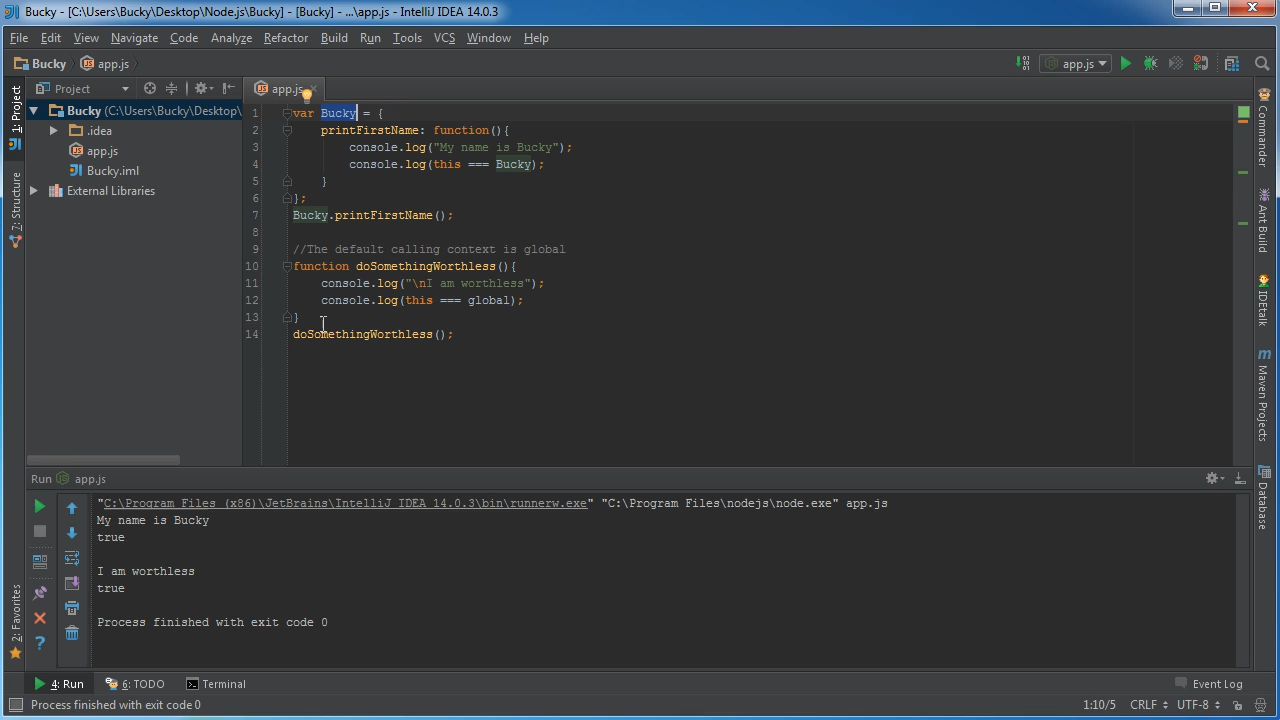 Bucky - [C:\Users\Bucky\Desktop\Node.js\Bucky] - [Bucky] - ...\app.js - IntelliJ IDEA 14.0.3
File Edit View Navigate Code Analyze Refactor Build Run Tools VCS Window Help
Bucky app.js
app.js
Project
app.js
1: Project
7: Structure
2: Favorites
Bucky (C:\Users\Bucky\Desktop\
.idea
app.js
Bucky.iml
External Libraries
1 var Bucky = {
2 printFirstName: function(){
3 console.log("My name is Bucky");
4 console.log(this === Bucky);
5 }
6 };
7 Bucky.printFirstName();
8
9 //The default calling context is global
10 function doSomethingWorthless(){
11 console.log("\nI am worthless");
12 console.log(this === global);
13 }
14 doSomethingWorthless();
Commander
Ant Build
IDEtalk
Maven Projects
Database
Run app.js
"C:\Program Files (x86)\JetBrains\IntelliJ IDEA 14.0.3\bin\runnerw.exe" "C:\Program Files\nodejs\node.exe" app.js
My name is Bucky
true
I am worthless
true
Process finished with exit code 0
4: Run 6: TODO Terminal Event Log
Process finished with exit code 0 1:10/5 CRLF UTF-8